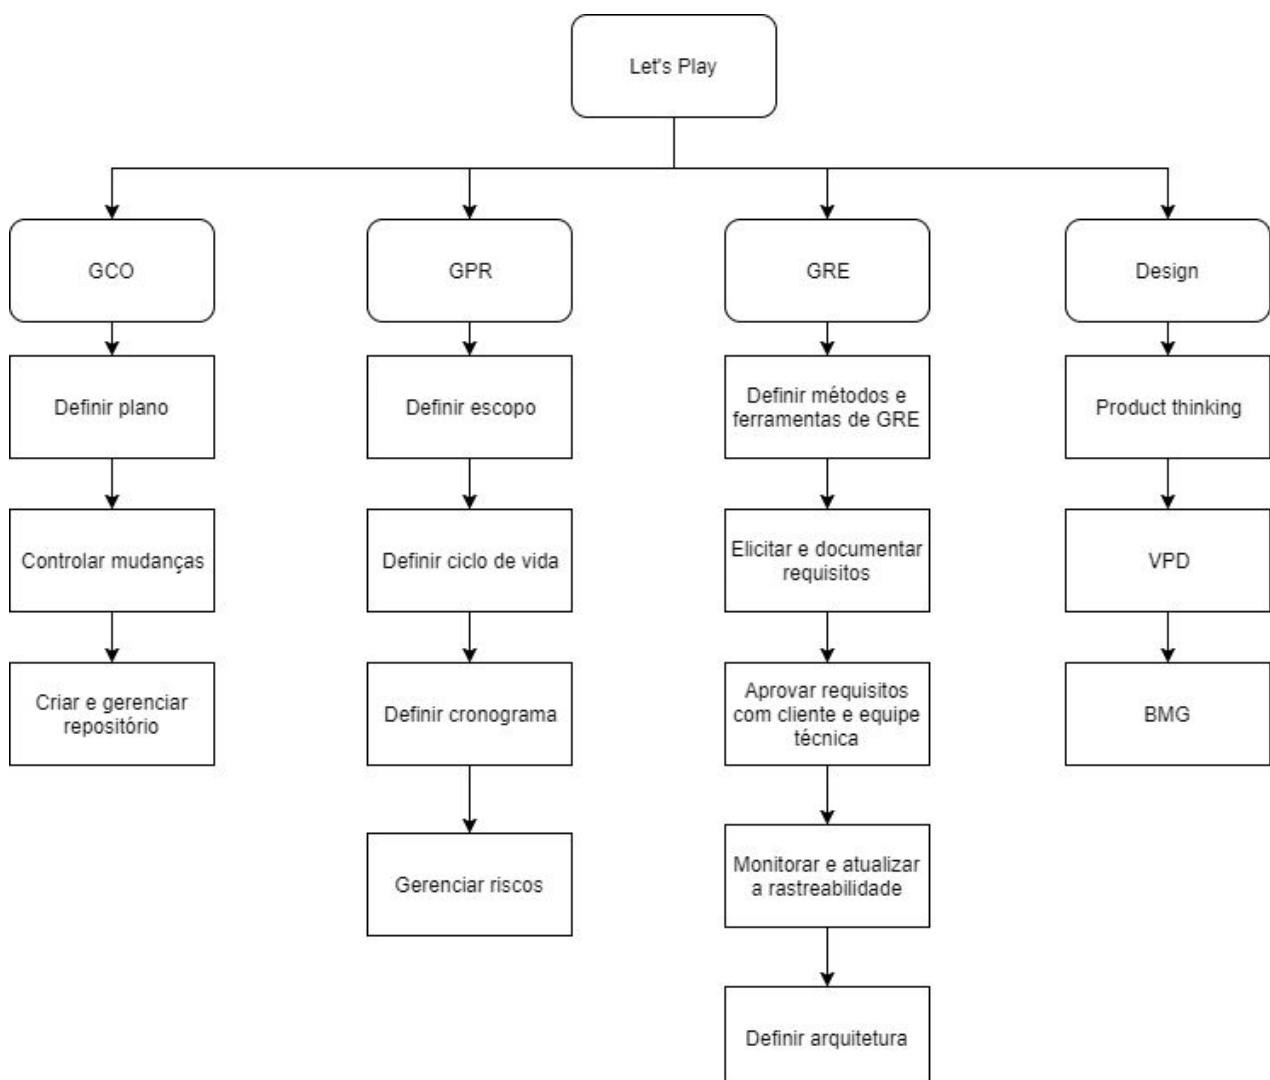 Let's Play
GCO
GPR
GRE
Design
Definir plano
Definir escopo
Definir métodos e
ferramentas de GRE
Product thinking
Controlar mudanças
Definir ciclo de vida
Elicitar e documentar
requisitos
VPD
Criar e gerenciar
repositório
Definir cronograma
Aprovar requisitos
com cliente e equipe
técnica
BMG
Gerenciar riscos
Monitorar e atualizar
a rastreabilidade
Definir arquitetura